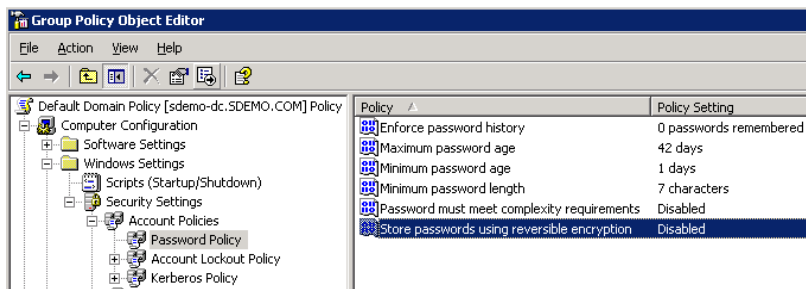 Group Policy Object Editor
File Action View Help
Default Domain Policy [sdemo-dc.SDEMO.COM] Policy
Computer Configuration
Software Settings
Windows Settings
Scripts (Startup/Shutdown)
Security Settings
Account Policies
Password Policy
Account Lockout Policy
Kerberos Policy
Policy Policy Setting
Enforce password history 0 passwords remembered
Maximum password age 42 days
Minimum password age 1 days
Minimum password length 7 characters
Password must meet complexity requirements Disabled
Store passwords using reversible encryption Disabled